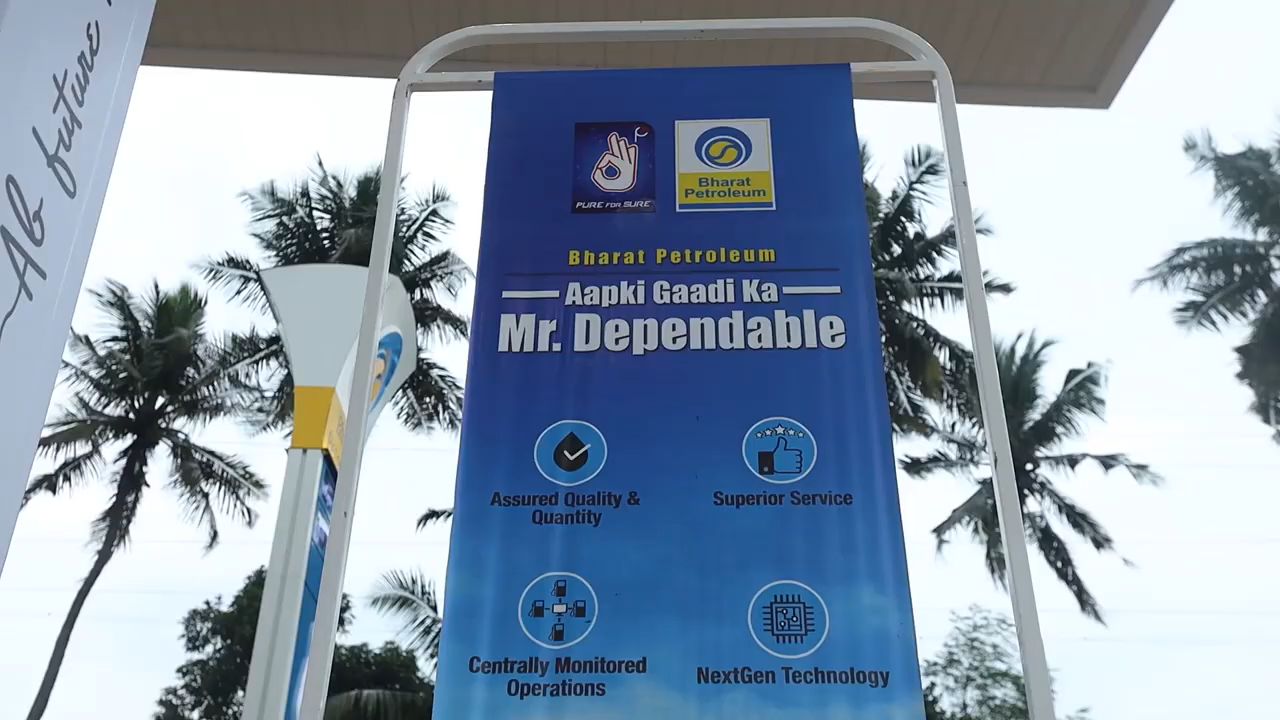 Ab future
PURE FOR SURE
Bharat
Petroleum
Bharat Petroleum
Aapki Gaadi Ka
Mr. Dependable
Assured Quality &
Quantity
Superior Service
Centrally Monitored
Operations
NextGen Technology